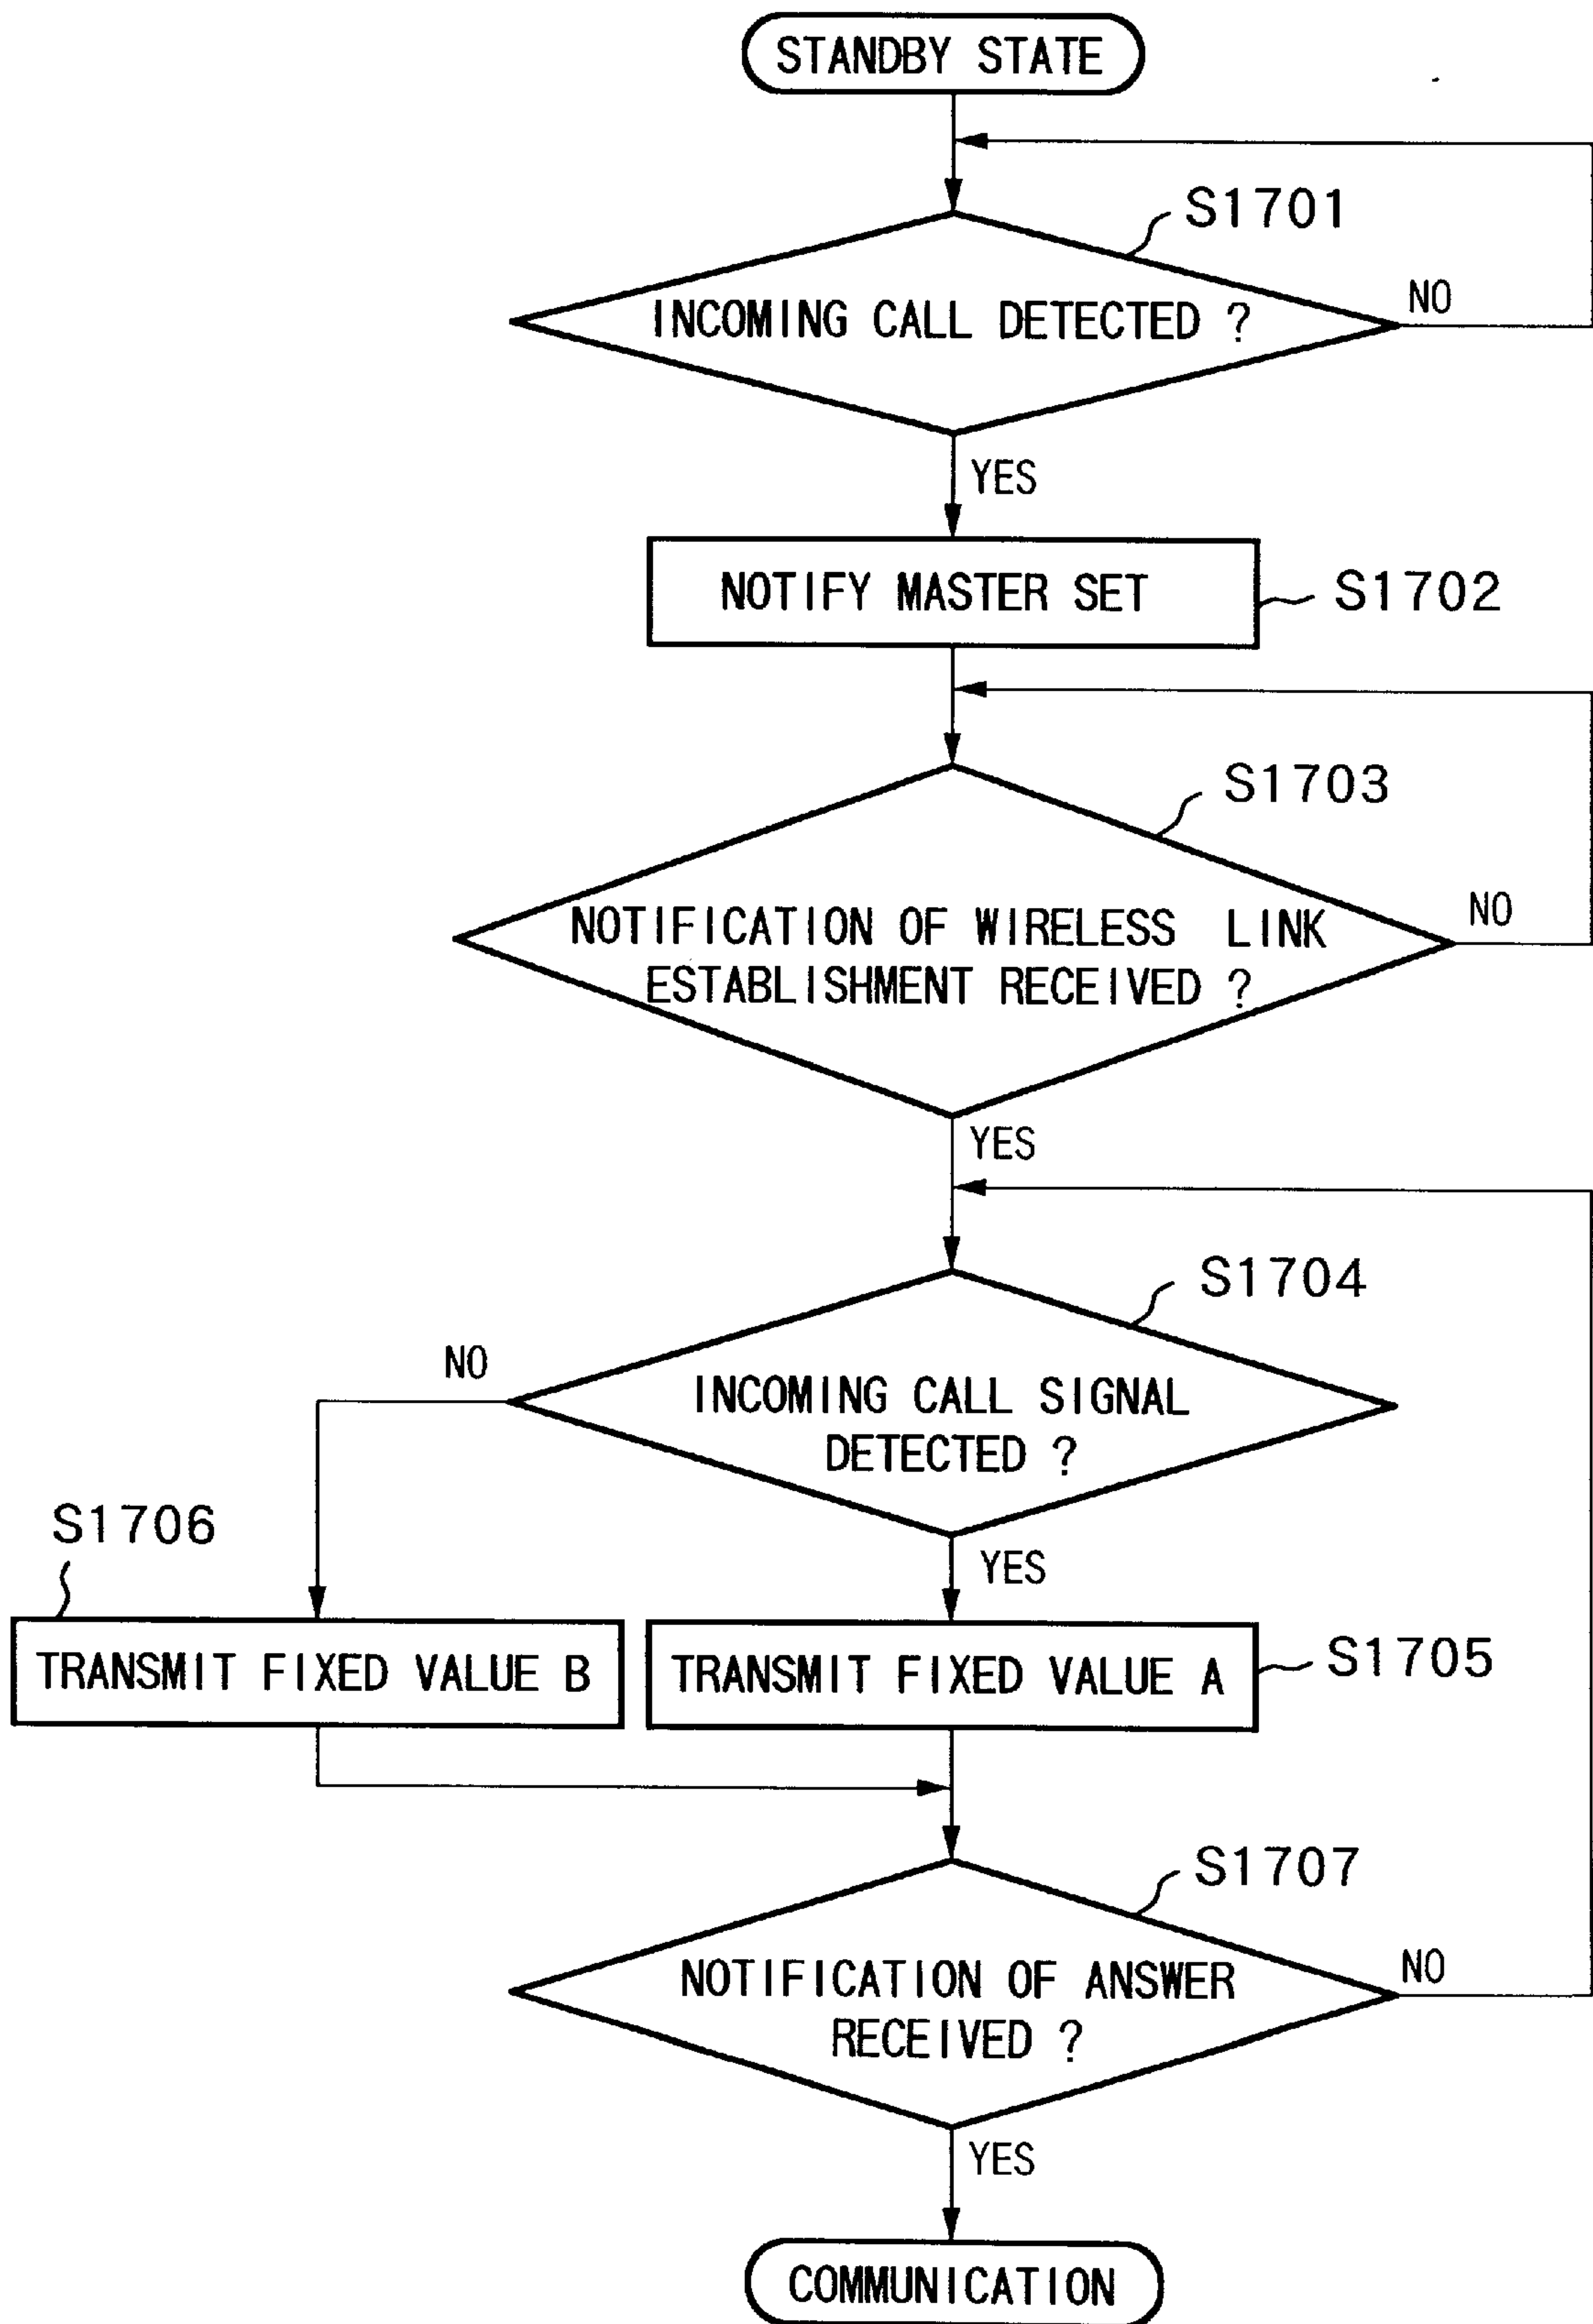 STANDBY STATE
S1701
INCOMING CALL DETECTED ?
NO
YES
NOTIFY MASTER SET
S1702
S1703
NOTIFICATION OF WIRELESS LINK
ESTABLISHMENT RECEIVED ?
NO
YES
S1704
NO
INCOMING CALL SIGNAL
DETECTED ?
S1706
YES
TRANSMIT FIXED VALUE B
TRANSMIT FIXED VALUE A
S1705
S1707
NOTIFICATION OF ANSWER
RECEIVED ?
NO
YES
COMMUNICATION